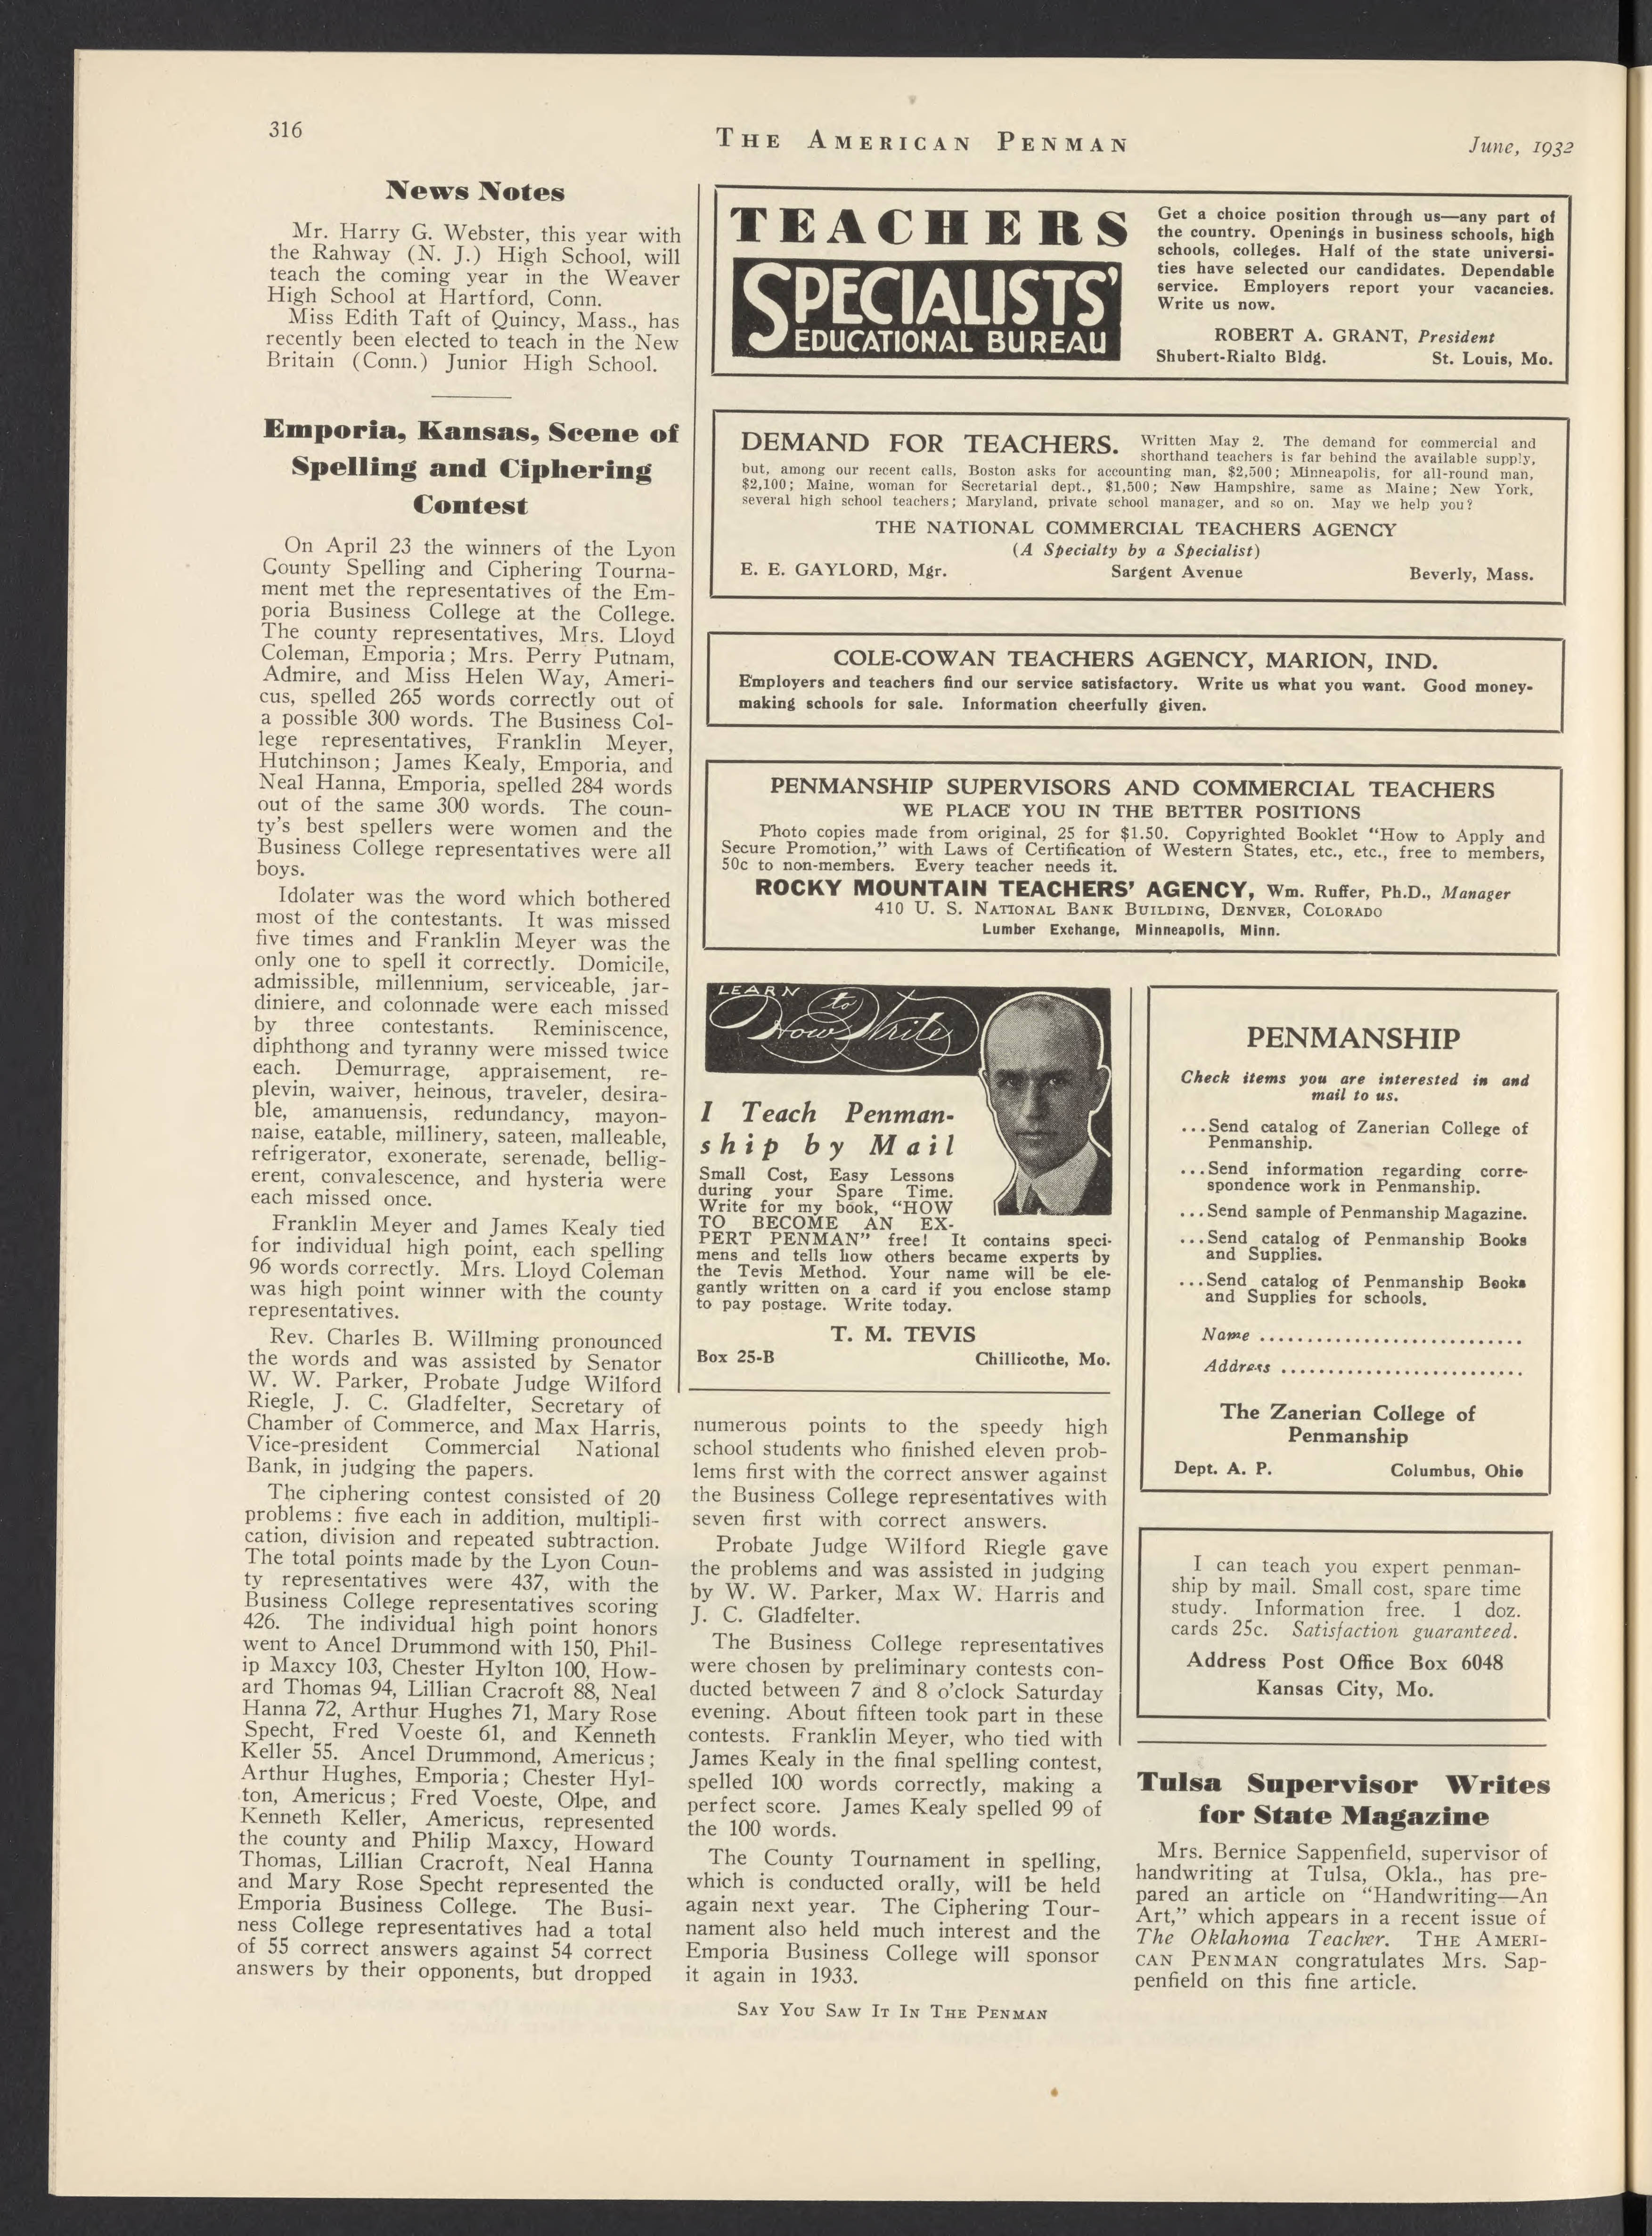 316
THE AMERICAN PENMAN
June, 1932
News Notes
Mr. Harry G. Webster, this year with
the Rahway (N. J.) High School, will
teach the coming year in the Weaver
High School at Hartford, Conn.
Miss Edith Taft of Quincy, Mass., has
recently been elected to teach in the New
Britain (Conn.) Junior High School.
Emporia, Kansas, Scene of
Spelling and Ciphering
Contest
On April 23 the winners of the Lyon
County Spelling and Ciphering Tourna-
ment met the representatives of the Em-
poria Business College at the College.
The county representatives, Mrs. Lloyd
Coleman, Emporia; Mrs. Perry Putnam,
Admire, and Miss Helen Way, Ameri-
cus, spelled 265 words correctly out of
a possible 300 words. The Business Col-
lege representatives, Franklin Meyer,
Hutchinson; James Kealy, Emporia, and
Neal Hanna, Emporia, spelled 284 words
out of the same 300 words. The coun-
ty's best spellers were women and the
Business College representatives were all
boys.
Idolater was the word which bothered
most of the contestants. It was missed
five times and Franklin Meyer was the
only one to spell it correctly. Domicile,
admissible, millennium, serviceable, jar-
diniere, and colonnade were each missed
by three contestants. Reminiscence,
diphthong and tyranny were missed twice
each. Demurrage, appraisement, re-
plevin, waiver, heinous, traveler, desira-
ble, amanuensis, redundancy, mayon-
naise, eatable, millinery, sateen, malleable,
refrigerator, exonerate, serenade, bellig-
erent, convalescence, and hysteria were
each missed once.
Franklin Meyer and James Kealy tied
for individual high point, each spelling
96 words correctly. Mrs. Lloyd Coleman
was high point winner with the county
representatives.
Rev. Charles B. Willming pronounced
the words and was assisted by Senator
W. W. Parker, Probate Judge Wilford
Riegle, J. C. Gladfelter, Secretary of
Chamber of Commerce, and Max Harris,
Vice-president Commercial National
Bank, in judging the papers.
The ciphering contest consisted of 20
problems: five each in addition, multipli-
cation, division and repeated subtraction.
The total points made by the Lyon Coun-
ty representatives were 437, with the
Business College representatives scoring
426. The individual high point honors
went to Ancel Drummond with 150, Phil-
ip Maxcy 103, Chester Hylton 100, How-
ard Thomas 94, Lillian Cracroft 88, Neal
Hanna 72, Arthur Hughes 71, Mary Rose
Specht, Fred Voeste 61, and Kenneth
Keller 55. Ancel Drummond, Americus;
Arthur Hughes, Emporia; Chester Hyl-
ton, Americus; Fred Voeste, Olpe, and
Kenneth Keller, Americus, represented
the county and Philip Maxcy, Howard
Thomas, Lillian Cracroft, Neal Hanna
and Mary Rose Specht represented the
Emporia Business College. The Busi-
ness College representatives had a total
of 55 correct answers against 54 correct
answers by their opponents, but dropped
numerous points to the speedy high
school students who finished eleven prob-
lems first with the correct answer against
the Business College representatives with
seven first with correct answers.
Probate Judge Wilford Riegle gave
the problems and was assisted in judging
by W. W. Parker, Max W. Harris and
J. C. Gladfelter.
The Business College representatives
were chosen by preliminary contests con-
ducted between 7 and 8 o'clock Saturday
evening. About fifteen took part in these
contests. Franklin Meyer, who tied with
James Kealy in the final spelling contest,
spelled 100 words correctly, making a
perfect score. James Kealy spelled 99 of
the 100 words.
The County Tournament in spelling,
which is conducted orally, will be held
again next year. The Ciphering Tour-
nament also held much interest and the
Emporia Business College will sponsor
it again in 1933.
TEACHERS
SPECIALISTS'
EDUCATIONAL BUREAU
Get a choice position through us—any part of
the country. Openings in business schools, high
schools, colleges. Half of the state universi-
ties have selected our candidates. Dependable
service. Employers report your vacancies.
Write us now.
ROBERT A. GRANT, President
Shubert-Rialto Bldg. St. Louis, Mo.
DEMAND FOR TEACHERS. Written May 2. The demand for commercial and
shorthand teachers is far behind the available supply,
but, among our recent calls, Boston asks for accounting man, $2,500; Minneapolis, for all-round man,
$2,100; Maine, woman for Secretarial dept., $1,500; New Hampshire, same as Maine; New York,
several high school teachers; Maryland, private school manager, and so on. May we help you?
THE NATIONAL COMMERCIAL TEACHERS AGENCY
(A Specialty by a Specialist)
E. E. GAYLORD, Mgr. Sargent Avenue Beverly, Mass.
COLE-COWAN TEACHERS AGENCY, MARION, IND.
Employers and teachers find our service satisfactory. Write us what you want. Good money-
making schools for sale. Information cheerfully given.
PENMANSHIP SUPERVISORS AND COMMERCIAL TEACHERS
WE PLACE YOU IN THE BETTER POSITIONS
Photo copies made from original, 25 for $1.50. Copyrighted Booklet "How to Apply and
Secure Promotion," with Laws of Certification of Western States, etc., etc., free to members,
50c to non-members. Every teacher needs it.
ROCKY MOUNTAIN TEACHERS' AGENCY, Wm. Ruffer, Ph.D., Manager
410 U. S. NATIONAL BANK BUILDING, DENVER, COLORADO
Lumber Exchange, Minneapolis, Minn.
LEARN
How to Write
I Teach Penman-
ship by Mail
Small Cost, Easy Lessons
during your Spare Time.
Write for my book, "HOW
TO BECOME AN EX-
PERT PENMAN" free! It contains speci-
mens and tells how others became experts by
the Tevis Method. Your name will be ele-
gantly written on a card if you enclose stamp
to pay postage. Write today.
T. M. TEVIS
Box 25-B Chillicothe, Mo.
PENMANSHIP
Check items you are interested in and
mail to us.
...Send catalog of Zanerian College of
Penmanship.
...Send information regarding corre-
spondence work in Penmanship.
...Send sample of Penmanship Magazine.
...Send catalog of Penmanship Books
and Supplies.
...Send catalog of Penmanship Books
and Supplies for schools.
Name ...........................
Address .........................
The Zanerian College of
Penmanship
Dept. A. P. Columbus, Ohio
I can teach you expert penman-
ship by mail. Small cost, spare time
study. Information free. 1 doz.
cards 25c. Satisfaction guaranteed.
Address Post Office Box 6048
Kansas City, Mo.
Tulsa Supervisor Writes
for State Magazine
Mrs. Bernice Sappenfield, supervisor of
handwriting at Tulsa, Okla., has pre-
pared an article on "Handwriting—An
Art," which appears in a recent issue of
The Oklahoma Teacher. THE AMERI-
CAN PENMAN congratulates Mrs. Sap-
penfield on this fine article.
SAY YOU SAW IT IN THE PENMAN